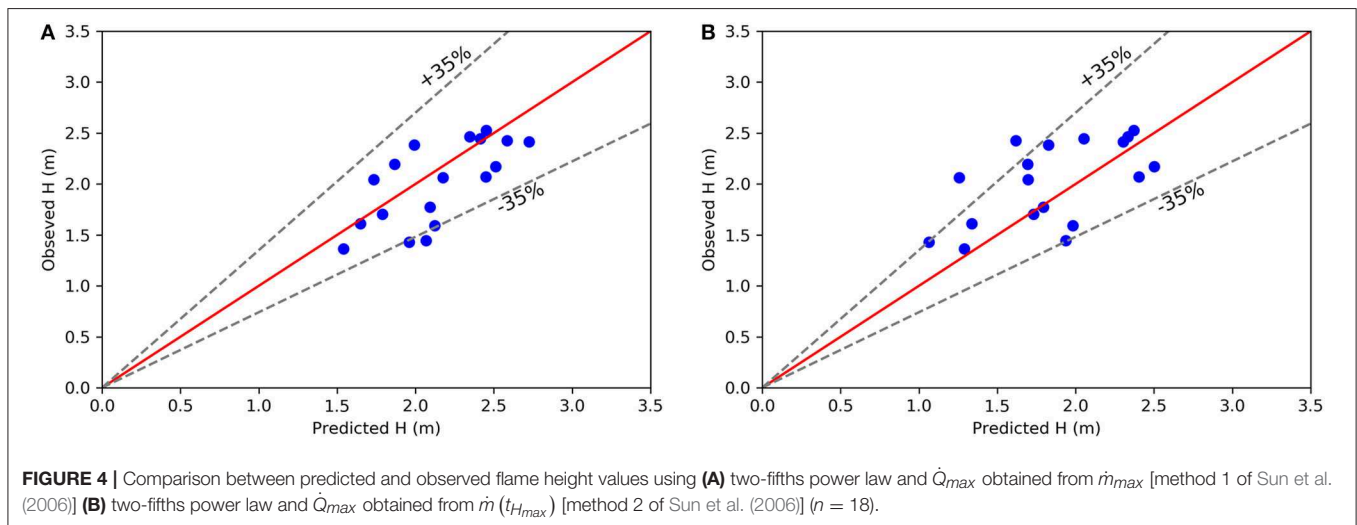 A
3.5
3.0
2.5
2.0
1.5
1.0
0.5
0.0
Obseved H (m)
+35%
-35%
0.0 0.5 1.0 1.5 2.0 2.5 3.0 3.5
Predicted H (m)
B
3.5
3.0
2.5
2.0
1.5
1.0
0.5
0.0
Observed H (m)
+35%
-35%
0.0 0.5 1.0 1.5 2.0 2.5 3.0 3.5
Predicted H (m)
FIGURE 4 | Comparison between predicted and observed flame height values using (A) two-fifths power law and Q̇max obtained from ṁmax [method 1 of Sun et al.
(2006)] (B) two-fifths power law and Q̇max obtained from ṁ (tHmax) [method 2 of Sun et al. (2006)] (n = 18).